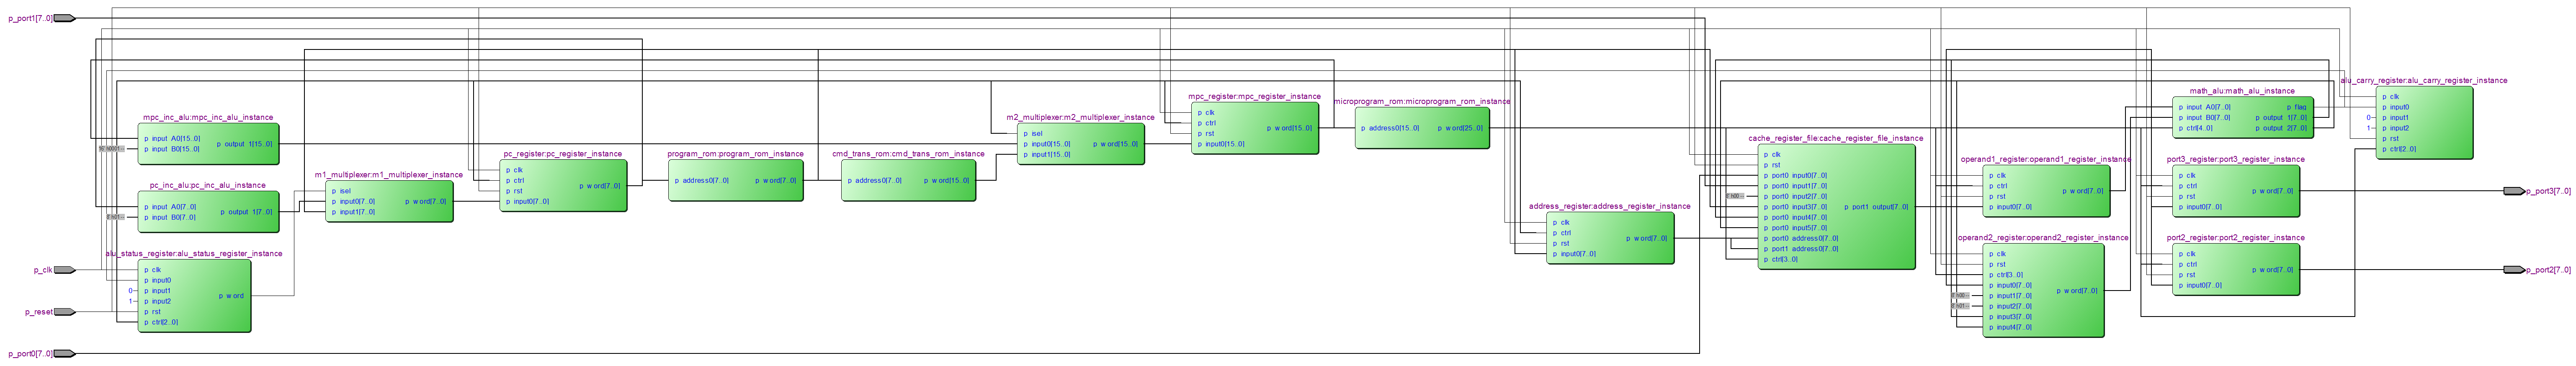 p_port1[7..0]
p_clk
p_reset
p_port0[7..0]
mpc_inc_alu:mpc_inc_alu_instance
p_input_A0[15..0]
p_input_B0[15..0]
p_output_1[15..0]
pc_inc_alu:pc_inc_alu_instance
p_input_A0[7..0]
p_input_B0[7..0]
p_output_1[7..0]
alu_status_register:alu_status_register_instance
p_clk
p_input0
0
p_input1
1
p_input2
p_rst
p_ctrl[2..0]
p_word
m1_multiplexer:m1_multiplexer_instance
p_isel
p_input0[7..0]
p_input1[7..0]
p_word[7..0]
pc_register:pc_register_instance
p_clk
p_ctrl
p_rst
p_input0[7..0]
p_word[7..0]
program_rom:program_rom_instance
p_address0[7..0]
p_word[7..0]
cmd_trans_rom:cmd_trans_rom_instance
p_address0[7..0]
p_word[15..0]
m2_multiplexer:m2_multiplexer_instance
p_isel
p_input0[15..0]
p_input1[15..0]
p_word[15..0]
mpc_register:mpc_register_instance
p_clk
p_ctrl
p_rst
p_input0[15..0]
p_word[15..0]
microprogram_rom:microprogram_rom_instance
p_address0[15..0]
p_word[25..0]
address_register:address_register_instance
p_clk
p_ctrl
p_rst
p_input0[7..0]
p_word[7..0]
cache_register_file:cache_register_file_instance
p_clk
p_rst
p_port0_input0[7..0]
p_port0_input1[7..0]
p_port0_input2[7..0]
p_port0_input3[7..0]
p_port0_input4[7..0]
p_port0_input5[7..0]
p_port0_address0[7..0]
p_port1_address0[7..0]
p_ctrl[3..0]
p_port1_output[7..0]
operand1_register:operand1_register_instance
p_clk
p_ctrl
p_rst
p_input0[7..0]
p_word[7..0]
operand2_register:operand2_register_instance
p_clk
p_rst
p_ctrl[3..0]
p_input0[7..0]
p_input1[7..0]
p_input2[7..0]
p_input3[7..0]
p_input4[7..0]
p_word[7..0]
math_alu:math_alu_instance
p_input_A0[7..0]
p_input_B0[7..0]
p_ctrl[4..0]
p_flag
p_output_1[7..0]
p_output_2[7..0]
port3_register:port3_register_instance
p_clk
p_ctrl
p_rst
p_input0[7..0]
p_word[7..0]
port2_register:port2_register_instance
p_clk
p_ctrl
p_rst
p_input0[7..0]
p_word[7..0]
alu_carry_register:alu_carry_register_instance
p_clk
p_input0
0
p_input1
1
p_input2
p_rst
p_ctrl[2..0]
p_port3[7..0]
p_port2[7..0]